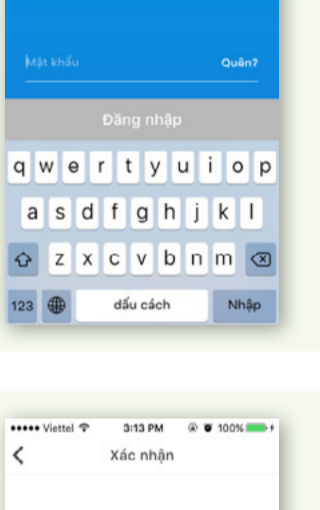 Mật khẩu Quên?
Đăng nhập
q w e r t y u i o p
a s d f g h j k l
z x c v b n m
123 dấu cách Nhập
Viettel 3:13 PM 100%
Xác nhận